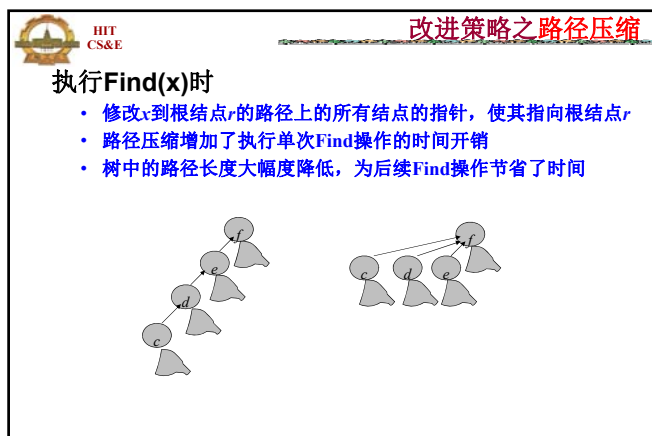 HIT
CS&E
改进策略之路径压缩
执行Find(x)时
• 修改x到根结点r的路径上的所有结点的指针，使其指向根结点r
• 路径压缩增加了执行单次Find操作的时间开销
• 树中的路径长度大幅度降低，为后续Find操作节省了时间
f
e
d
c
f
c d e